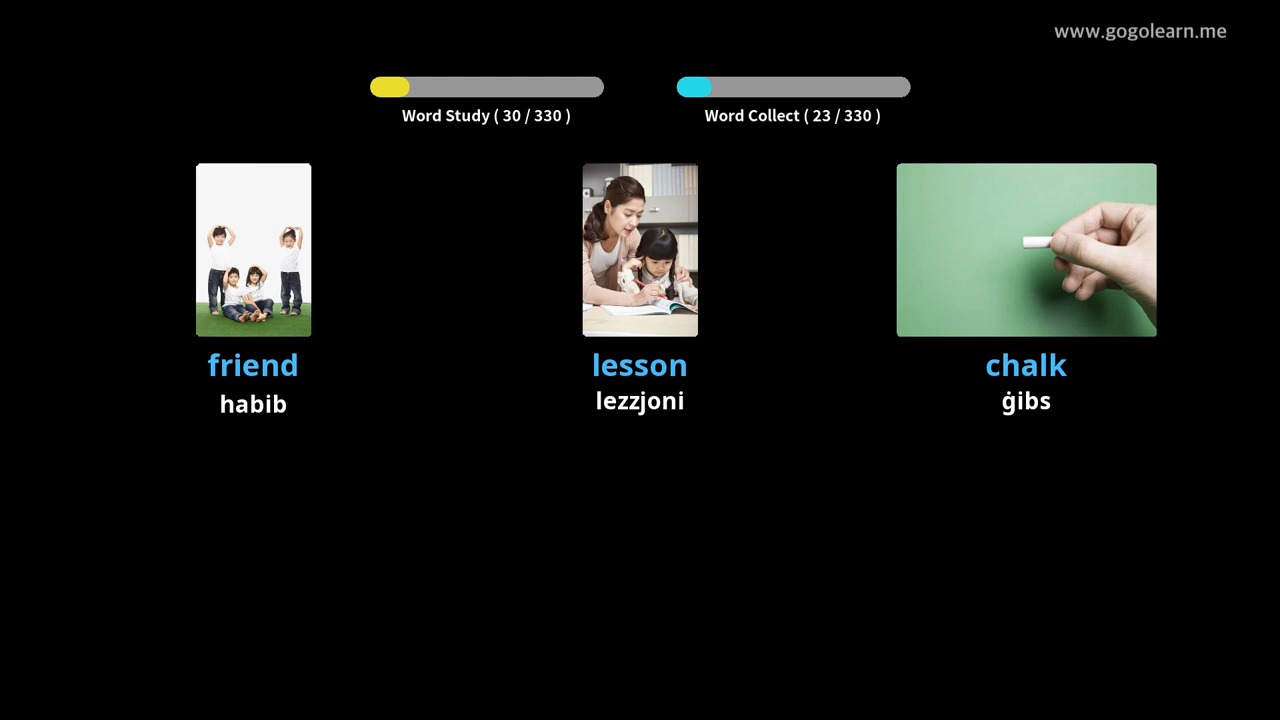 www.gogolearn.me
Word Study ( 30 / 330 )
Word Collect ( 23 / 330 )
friend
habib
lesson
lezzjoni
chalk
ġibs